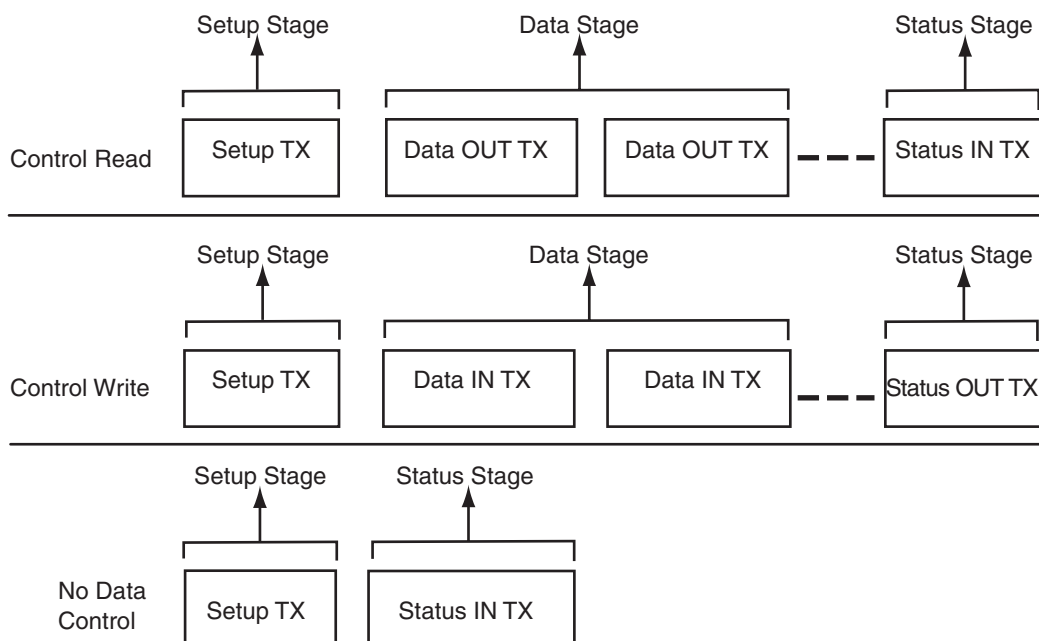 Setup Stage Data Stage Status Stage
Control Read Setup TX Data OUT TX Data OUT TX Status IN TX
Setup Stage Data Stage Status Stage
Control Write Setup TX Data IN TX Data IN TX Status OUT TX
Setup Stage Status Stage
No Data
Control
Setup TX Status IN TX